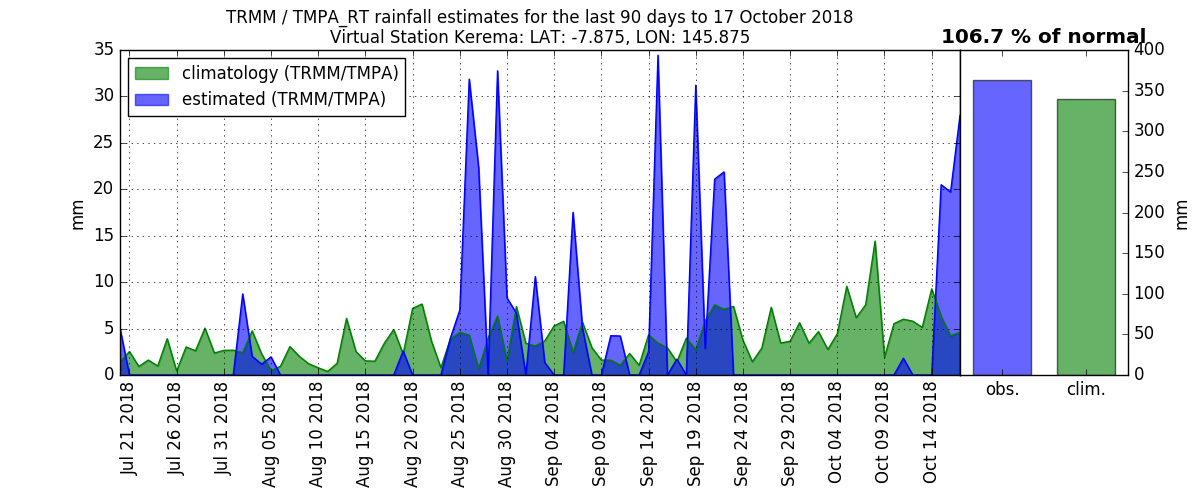 TRMM / TMPA_RT rainfall estimates for the last 90 days to 17 October 2018
Virtual Station Kerema: LAT: -7.875, LON: 145.875
106.7 % of normal
climatology (TRMM/TMPA)
estimated (TRMM/TMPA)
mm
35
30
25
20
15
10
5
0
Jul 21 2018
Jul 26 2018
Jul 31 2018
Aug 05 2018
Aug 10 2018
Aug 15 2018
Aug 20 2018
Aug 25 2018
Aug 30 2018
Sep 04 2018
Sep 09 2018
Sep 14 2018
Sep 19 2018
Sep 24 2018
Sep 29 2018
Oct 04 2018
Oct 09 2018
Oct 14 2018
obs.
clim.
400
350
300
250
200
150
100
50
0
mm